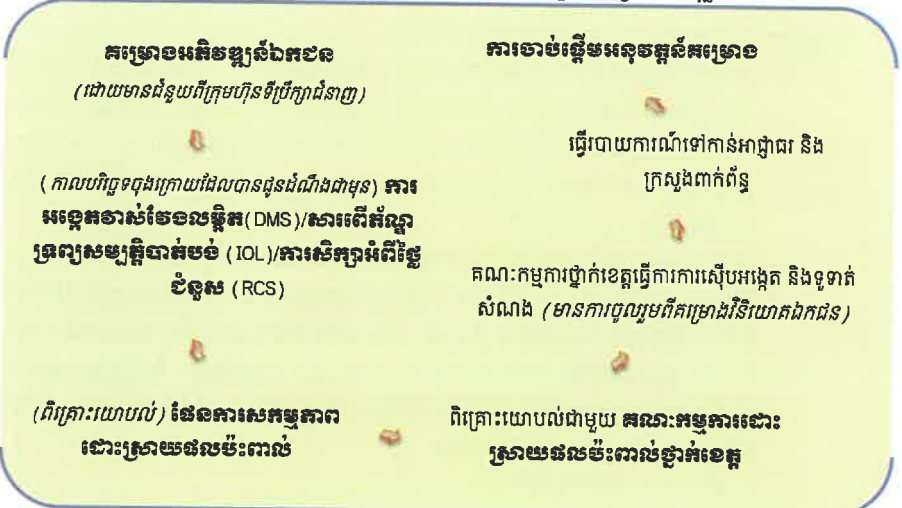 គម្រោងអភិវឌ្ឍន៍ឯកជន
(ដោយមានជំនួយពីក្រុមហ៊ុនទីប្រឹក្សាជំនាញ)
(កាលបរិច្ឆេទចុងក្រោយដែលបានជូនដំណឹងជាមុន) ការ
អង្កេតវាស់វែងលម្អិត(DMS)/សារពើភ័ណ្ឌ
ទ្រព្យសម្បត្តិបាត់បង់ (IOL)/ការសិក្សាអំពីថ្លៃ
ជំនួស (RCS)
(ពិគ្រោះយោបល់) ផែនការសកម្មភាព
ដោះស្រាយផលប៉ះពាល់
ពិគ្រោះយោបល់ជាមួយ គណៈកម្មការដោះ
ស្រាយផលប៉ះពាល់ថ្នាក់ខេត្ត
គណៈកម្មការថ្នាក់ខេត្តធ្វើការការស៊ើបអង្កេត និងទូទាត់
សំណង (មានការចូលរួមពីគម្រោងវិនិយោគឯកជន)
ធ្វើរបាយការណ៍ទៅកាន់អាជ្ញាធរ និង
ក្រសួងពាក់ព័ន្ធ
ការចាប់ផ្តើមអនុវត្តន៍គម្រោង